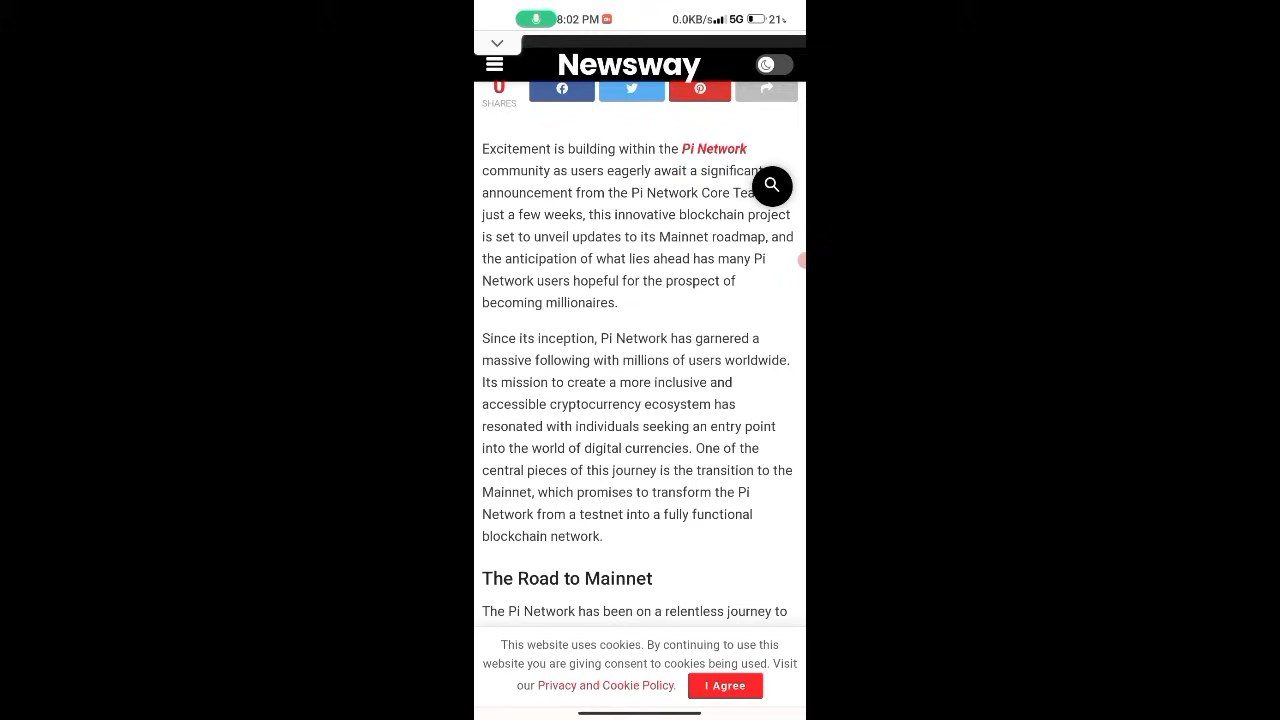 8:02 PM
0.0KB/s 5G 21
Newsway
0
SHARES
Excitement is building within the Pi Network
community as users eagerly await a significant
announcement from the Pi Network Core
just a few weeks, this innovative blockchain project
is set to unveil updates to its Mainnet roadmap, and
the anticipation of what lies ahead has many Pi
Network users hopeful for the prospect of
becoming millionaires.
Since its inception, Pi Network has garnered a
massive following with millions of users worldwide.
Its mission to create a more inclusive and
accessible cryptocurrency ecosystem has
resonated with individuals seeking an entry point
into the world of digital currencies. One of the
central pieces of this journey is the transition to the
Mainnet, which promises to transform the Pi
Network from a testnet into a fully functional
blockchain network.
The Road to Mainnet
The Pi Network has been on a relentless journey to
This website uses cookies. By continuing to use this
website you are giving consent to cookies being used. Visit
our Privacy and Cookie Policy. I Agree